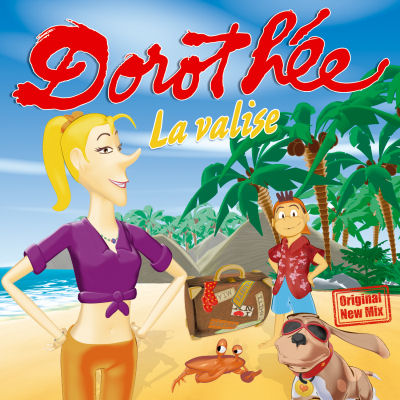 Dorothée
La valise
Original
New Mix